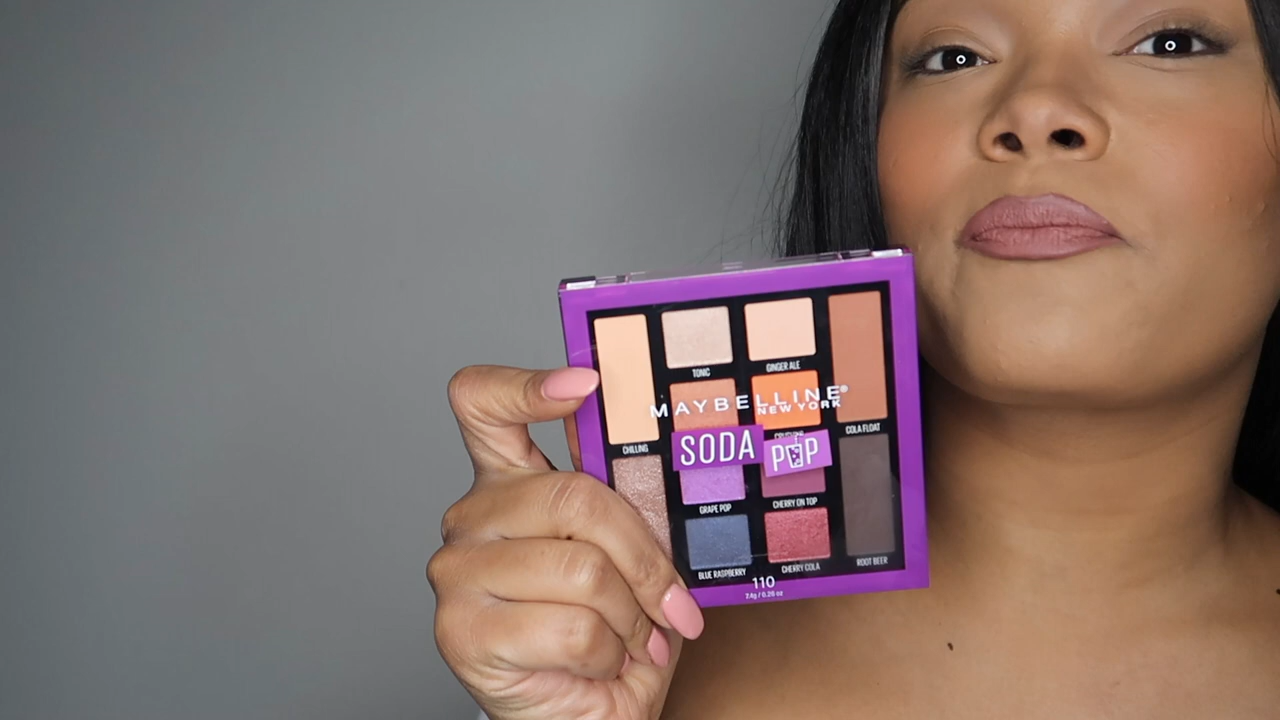 TONIC
GINGER ALE
MAYBELLINE®
NEW YORK
CHILLING
COLA FLOAT
SODA POP
GRAPE POP
CHERRY ON TOP
BLUE RASPBERRY
CHERRY COLA
ROOT BEER
110